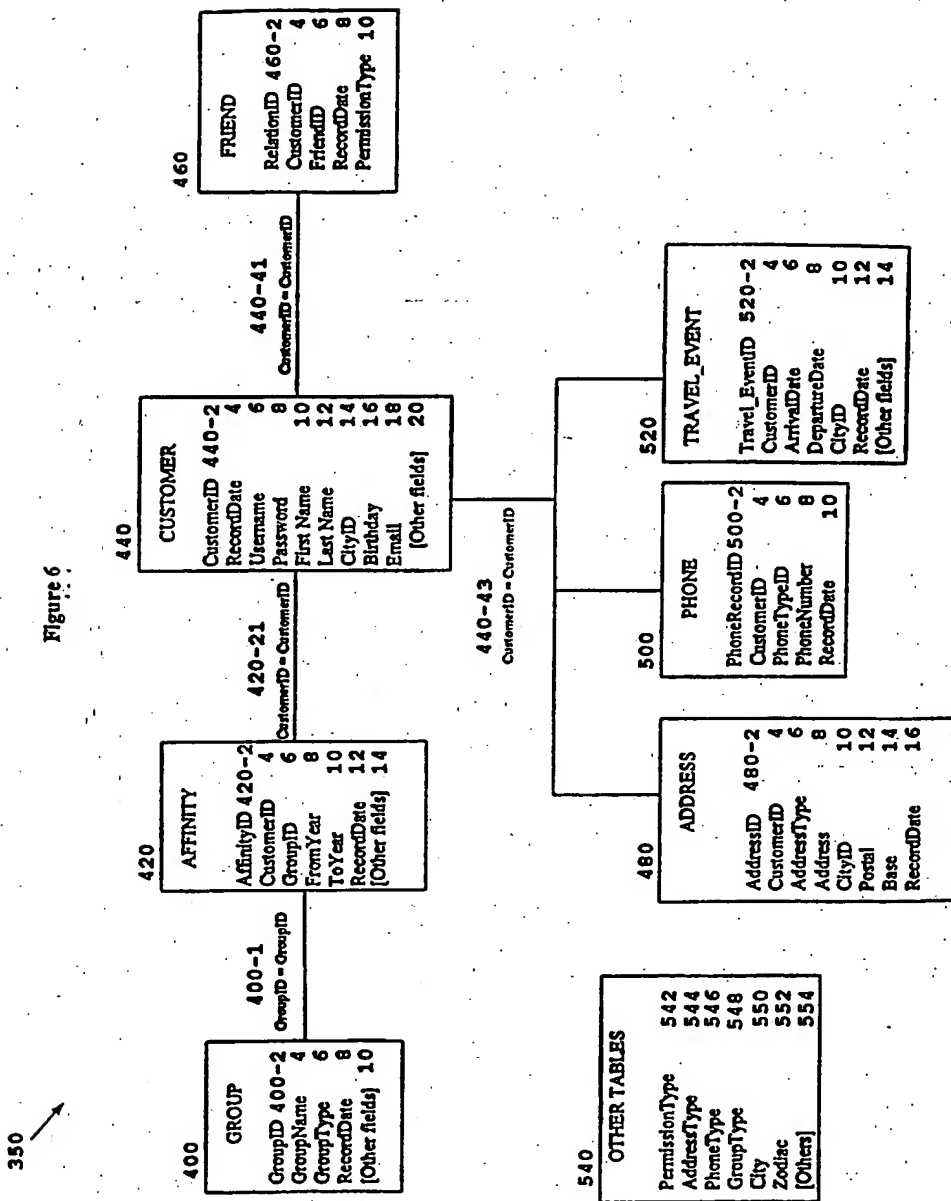 Figure 6
350
400
GROUP
GroupID 400-2
GroupName 4
GroupType 6
RecordDate 8
[Other fields] 10
400-1
GroupID = GroupID
420
AFFINITY
AffinityID 420-2
CustomerID 4
GroupID 6
FromYear 8
ToYear 10
RecordDate 12
[Other fields] 14
420-21
CustomerID = CustomerID
440
CUSTOMER
CustomerID 440-2
RecordDate 4
Username 6
Password 8
First Name 10
Last Name 12
CityID 14
Birthday 16
Email 18
[Other fields] 20
440-41
CustomerID = CustomerID
460
FRIEND
RelationID 460-2
CustomerID 4
FriendID 6
RecordDate 8
PermissionType 10
440-43
CustomerID = CustomerID
540
OTHER TABLES
PermissionType 542
AddressType 544
PhoneType 546
GroupType 548
City 550
Zodiac 552
[Others] 554
480
ADDRESS
AddressID 480-2
CustomerID 4
AddressType 6
Address 8
CityID 10
Postal 12
Base 14
RecordDate 16
500
PHONE
PhoneRecordID 500-2
CustomerID 4
PhoneTypeID 6
PhoneNumber 8
RecordDate 10
520
TRAVEL_EVENT
Travel_EventID 520-2
CustomerID 4
ArrivalDate 6
DepartureDate 8
CityID 10
RecordDate 12
[Other fields] 14